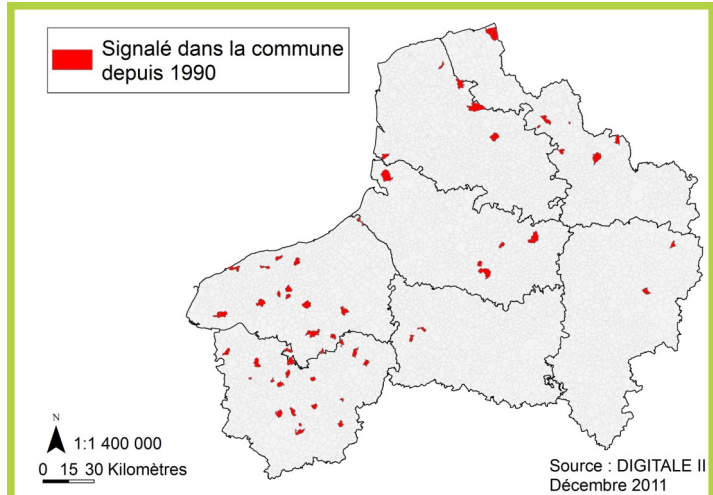 Signalé dans la commune
depuis 1990
N
1:1 400 000
0 15 30 Kilomètres
Source : DIGITALE II
Décembre 2011